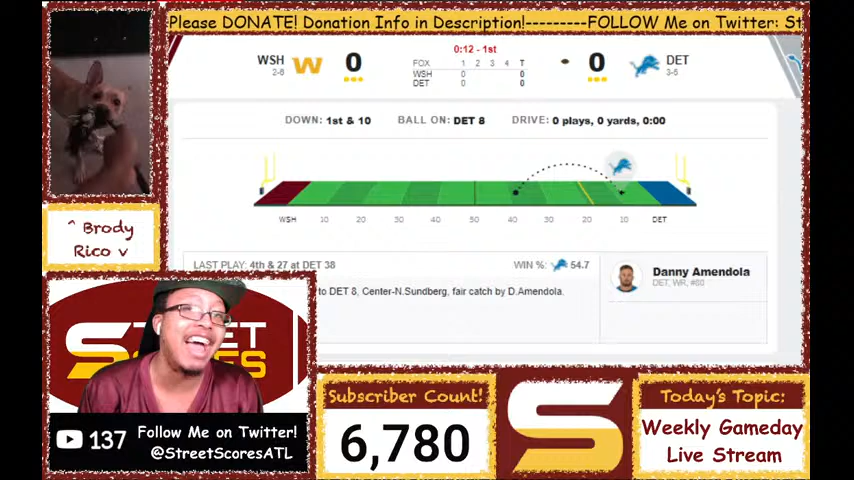 Please DONATE! Donation Info in Description!---------FOLLOW Me on Twitter: St
0:12 - 1st
WSH W 0 FOX 1 2 3 4 T 0 DET
2-6 WSH 0 0 3-5
DET 0 0
DOWN: 1st & 10 BALL ON: DET 8 DRIVE: 0 plays, 0 yards, 0:00
WSH 10 20 30 40 50 40 30 20 10 DET
^ Brody
Rico v
LAST PLAY: 4th & 27 at DET 38 WIN %: 54.7
to DET 8, Center-N.Sundberg, fair catch by D.Amendola.
Danny Amendola
DET, WR, #80
STREET
SCORES
137 Follow Me on Twitter!
@StreetScoresATL
Subscriber Count!
6,780
S
Today's Topic:
Weekly Gameday
Live Stream